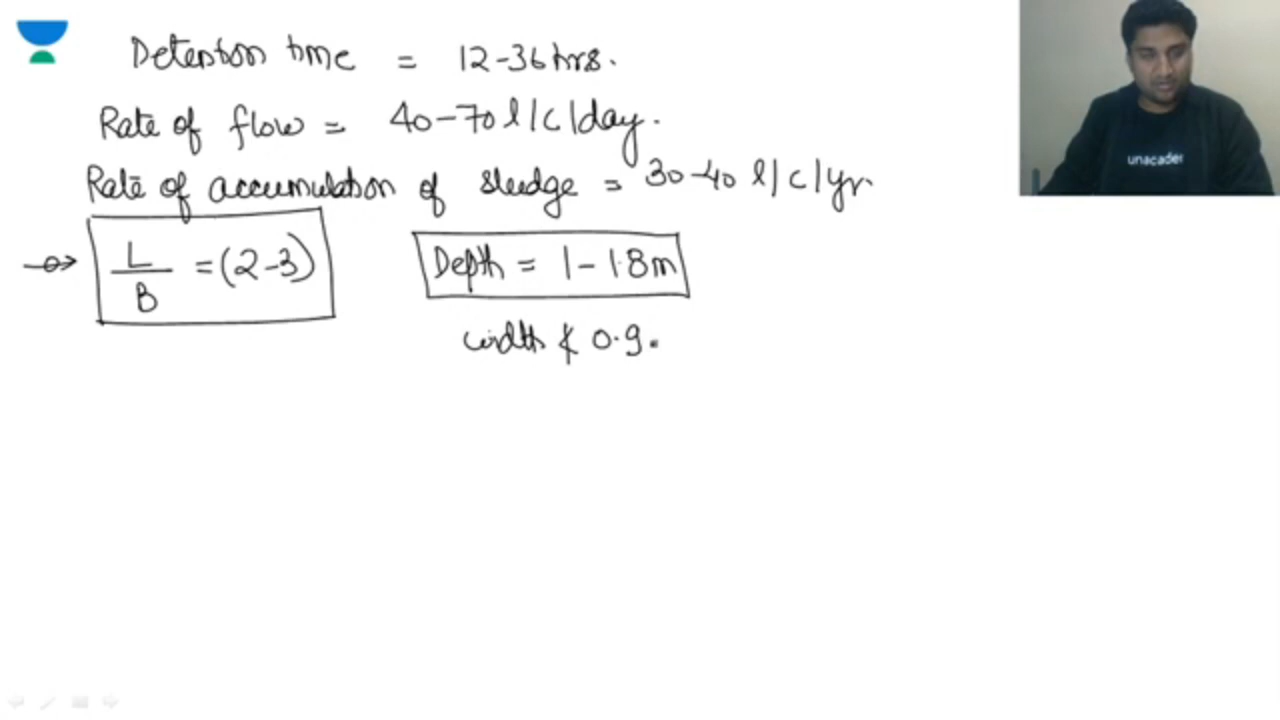 Detention time = 12-36 hrs.
Rate of flow = 40-70 l/c/day.
Rate of accumulation of sludge = 30-40 l/c/yr.
L/B = (2-3)
Depth = 1-1.8m
width ≮ 0.9.
unacade